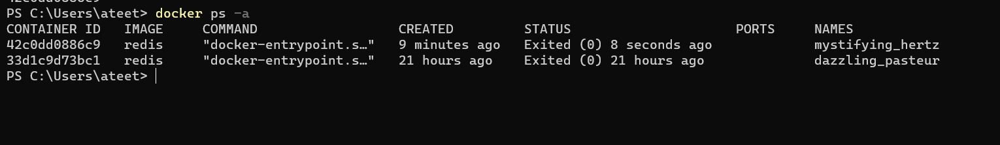 PS C:\Users\ateet> docker ps -a
CONTAINER ID   IMAGE     COMMAND                  CREATED         STATUS                     PORTS     NAMES
42c0dd0886c9   redis     "docker-entrypoint.s…"   9 minutes ago   Exited (0) 8 seconds ago             mystifying_hertz
33d1c9d73bc1   redis     "docker-entrypoint.s…"   21 hours ago    Exited (0) 21 hours ago              dazzling_pasteur
PS C:\Users\ateet>